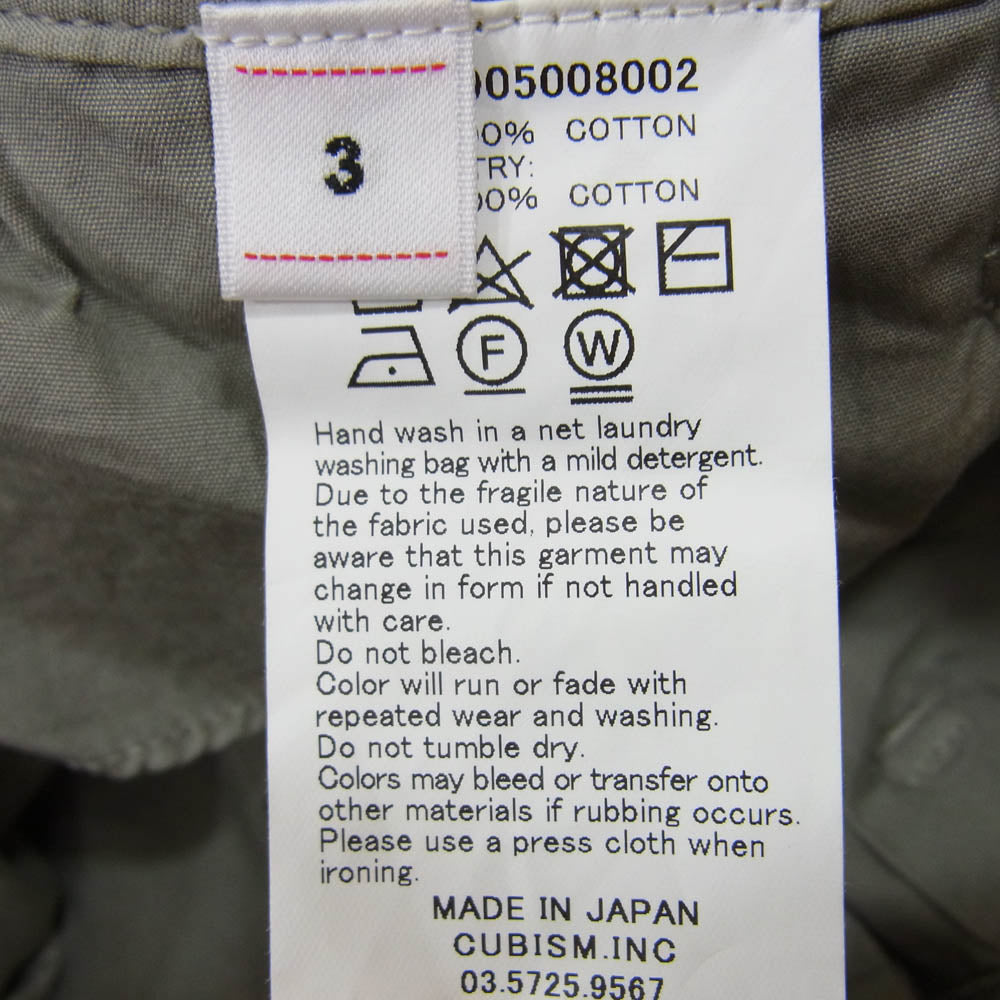 3
05008002
0% COTTON
TRY:
00% COTTON
F
W
Hand wash in a net laundry
washing bag with a mild detergent.
Due to the fragile nature of
the fabric used, please be
aware that this garment may
change in form if not handled
with care.
Do not bleach.
Color will run or fade with
repeated wear and washing.
Do not tumble dry.
Colors may bleed or transfer onto
other materials if rubbing occurs.
Please use a press cloth when
ironing.
MADE IN JAPAN
CUBISM.INC
03.5725.9567